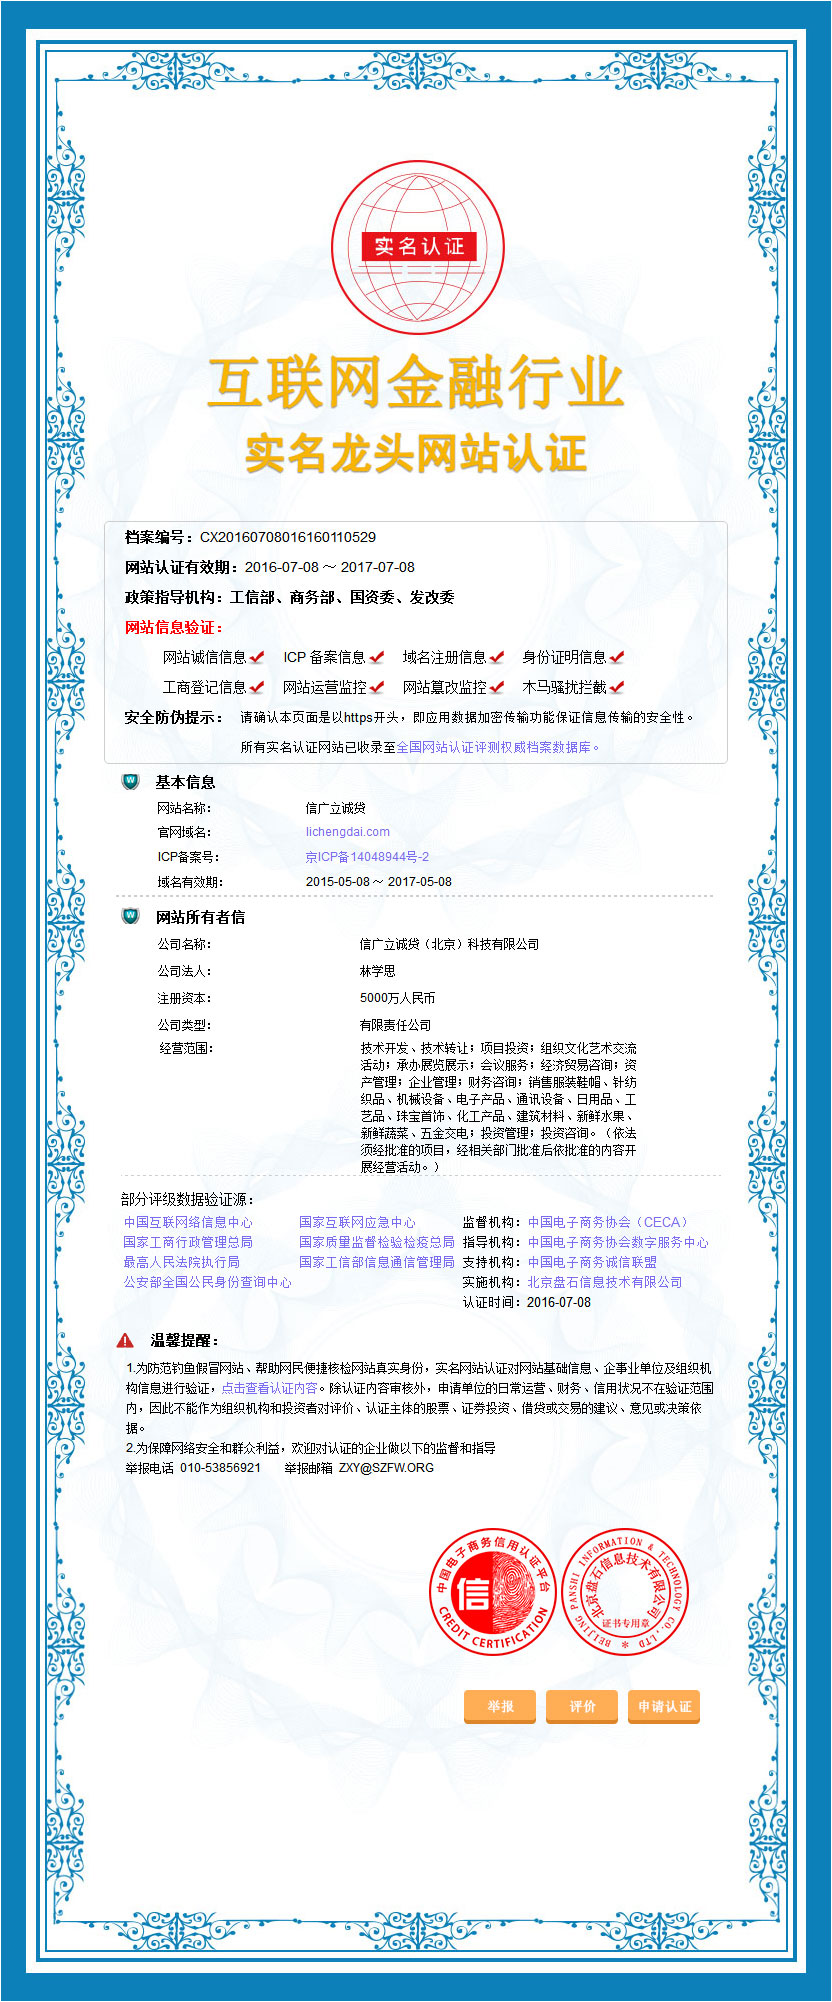 实名认证
互联网金融行业
实名龙头网站认证
档案编号：CX20160708016160110529
网站认证有效期：2016-07-08 ～ 2017-07-08
政策指导机构：工信部、商务部、国资委、发改委
网站信息验证：
网站诚信信息 ICP 备案信息 域名注册信息 身份证明信息
工商登记信息 网站运营监控 网站篡改监控 木马骚扰拦截
安全防伪提示： 请确认本页面是以https开头，即应用数据加密传输功能保证信息传输的安全性。
所有实名认证网站已收录至全国网站认证评测权威档案数据库。
W 基本信息
网站名称： 信广立诚贷
官网域名： lichengdai.com
ICP备案号： 京ICP备14048944号-2
域名有效期： 2015-05-08 ～ 2017-05-08
W 网站所有者信
公司名称： 信广立诚贷（北京）科技有限公司
公司法人： 林学思
注册资本： 5000万人民币
公司类型： 有限责任公司
经营范围： 技术开发、技术转让；项目投资；组织文化艺术交流
活动；承办展览展示；会议服务；经济贸易咨询；资
产管理；企业管理；财务咨询；销售服装鞋帽、针纺
织品、机械设备、电子产品、通讯设备、日用品、工
艺品、珠宝首饰、化工产品、建筑材料、新鲜水果、
新鲜蔬菜、五金交电；投资管理；投资咨询。（依法
须经批准的项目，经相关部门批准后依批准的内容开
展经营活动。）
部分评级数据验证源：
中国互联网络信息中心 国家互联网应急中心 监督机构：中国电子商务协会（CECA）
国家工商行政管理总局 国家质量监督检验检疫总局 指导机构：中国电子商务协会数字服务中心
最高人民法院执行局 国家工信部信息通信管理局 支持机构：中国电子商务诚信联盟
公安部全国公民身份查询中心 实施机构：北京盘石信息技术有限公司
认证时间：2016-07-08
温馨提醒：
1.为防范钓鱼假冒网站、帮助网民便捷核检网站真实身份，实名网站认证对网站基础信息、企事业单位及组织机
构信息进行验证，点击查看认证内容。除认证内容审核外，申请单位的日常运营、财务、信用状况不在验证范围
内，因此不能作为组织机构和投资者对评价、认证主体的股票、证券投资、借贷或交易的建议、意见或决策依
据。
2.为保障网络安全和群众利益，欢迎对认证的企业做以下的监督和指导
举报电话 010-53856921 举报邮箱 ZXY@SZFW.ORG
中国电子商务信用认证平台
信
CREDIT CERTIFICATION
BEIJING PANSHI INFORMATION & TECHNOLOGY CO.,LTD
北京盘石信息技术有限公司
证书专用章
举报 评价 申请认证